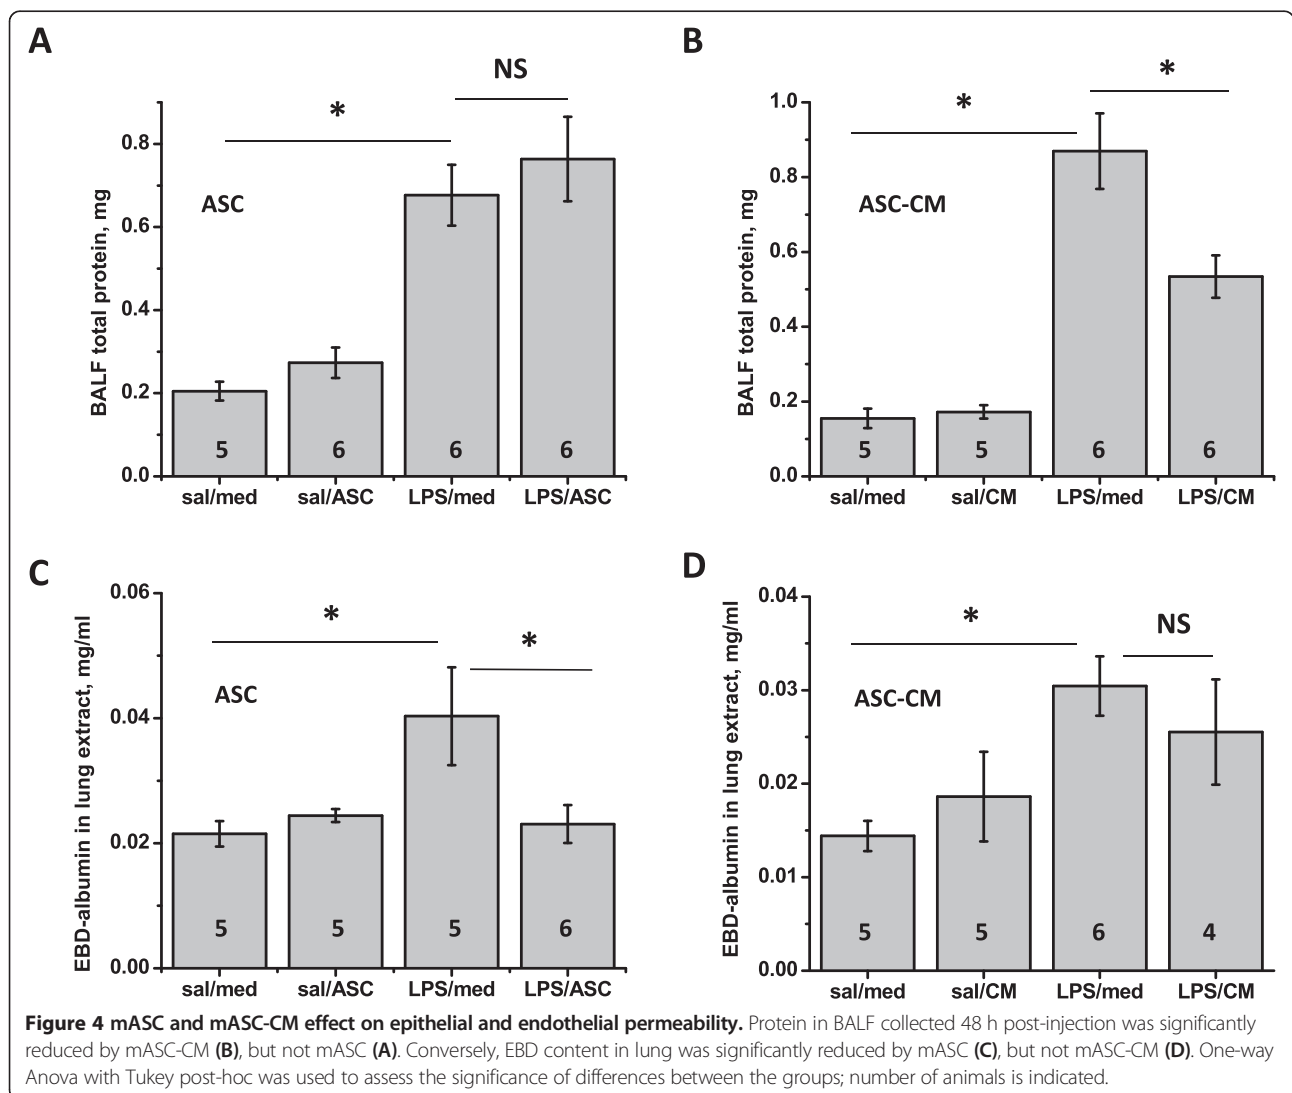 A
NS
*
ASC
BALF total protein, mg
0.8
0.6
0.4
0.2
0.0
5
6
6
6
sal/med
sal/ASC
LPS/med
LPS/ASC
B
*
*
ASC-CM
BALF total protein, mg
1.0
0.8
0.6
0.4
0.2
0.0
5
5
6
6
sal/med
sal/CM
LPS/med
LPS/CM
C
*
*
ASC
EBD-albumin in lung extract, mg/ml
0.06
0.04
0.02
0.00
5
5
5
6
sal/med
sal/ASC
LPS/med
LPS/ASC
D
*
NS
ASC-CM
EBD-albumin in lung extract, mg/ml
0.04
0.03
0.02
0.01
0.00
5
5
6
4
sal/med
sal/CM
LPS/med
LPS/CM
Figure 4 mASC and mASC-CM effect on epithelial and endothelial permeability. Protein in BALF collected 48 h post-injection was significantly
reduced by mASC-CM (B), but not mASC (A). Conversely, EBD content in lung was significantly reduced by mASC (C), but not mASC-CM (D). One-way
Anova with Tukey post-hoc was used to assess the significance of differences between the groups; number of animals is indicated.